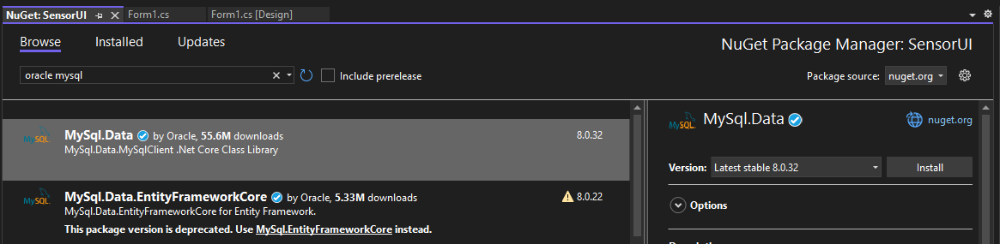 NuGet: SensorUI
Form1.cs
Form1.cs [Design]
Browse
Installed
Updates
NuGet Package Manager: SensorUI
oracle mysql
Include prerelease
Package source: nuget.org
MySQL
MySql.Data by Oracle, 55.6M downloads
8.0.32
MySql.Data.MySqlClient .Net Core Class Library
MySQL
MySql.Data.EntityFrameworkCore by Oracle, 5.33M downloads
8.0.22
MySql.Data.EntityFrameworkCore for Entity Framework.
This package version is deprecated. Use MySql.EntityFrameworkCore instead.
MySQL
MySql.Data
nuget.org
Version: Latest stable 8.0.32
Install
Options